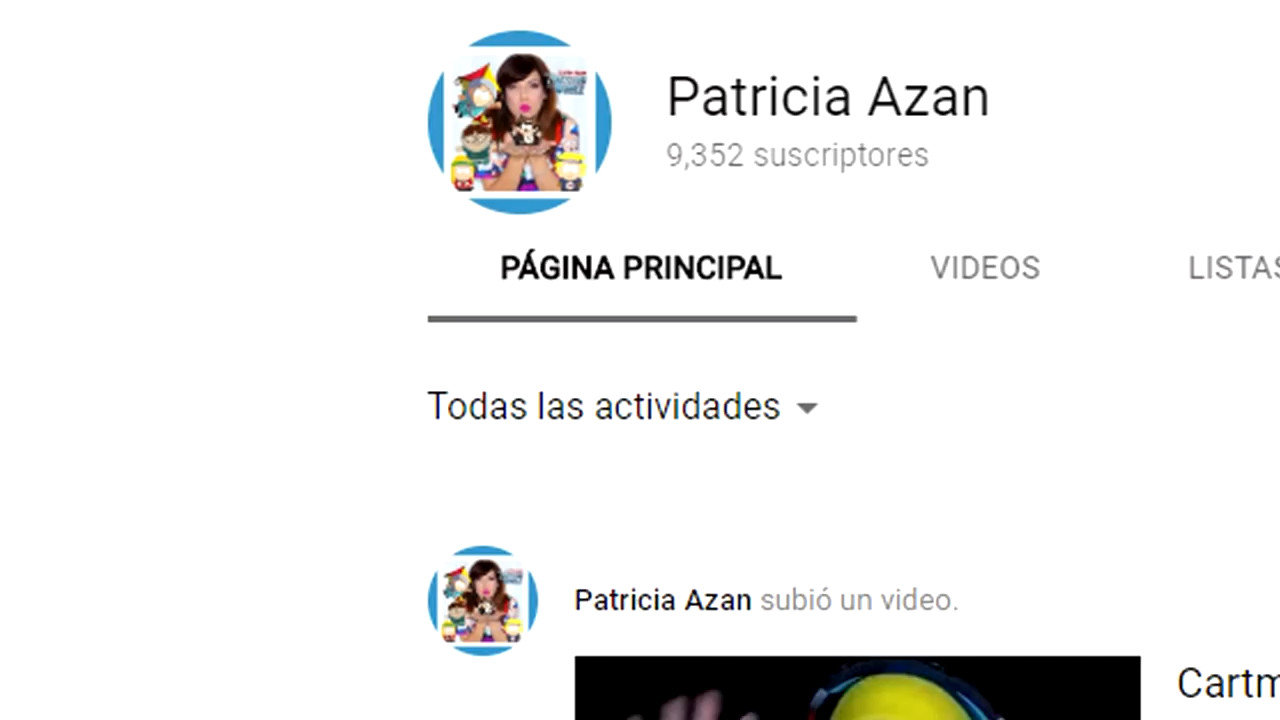 Patricia Azan
9,352 suscriptores
PÁGINA PRINCIPAL VIDEOS LISTAS
Todas las actividades
Patricia Azan subió un video.
Cartm